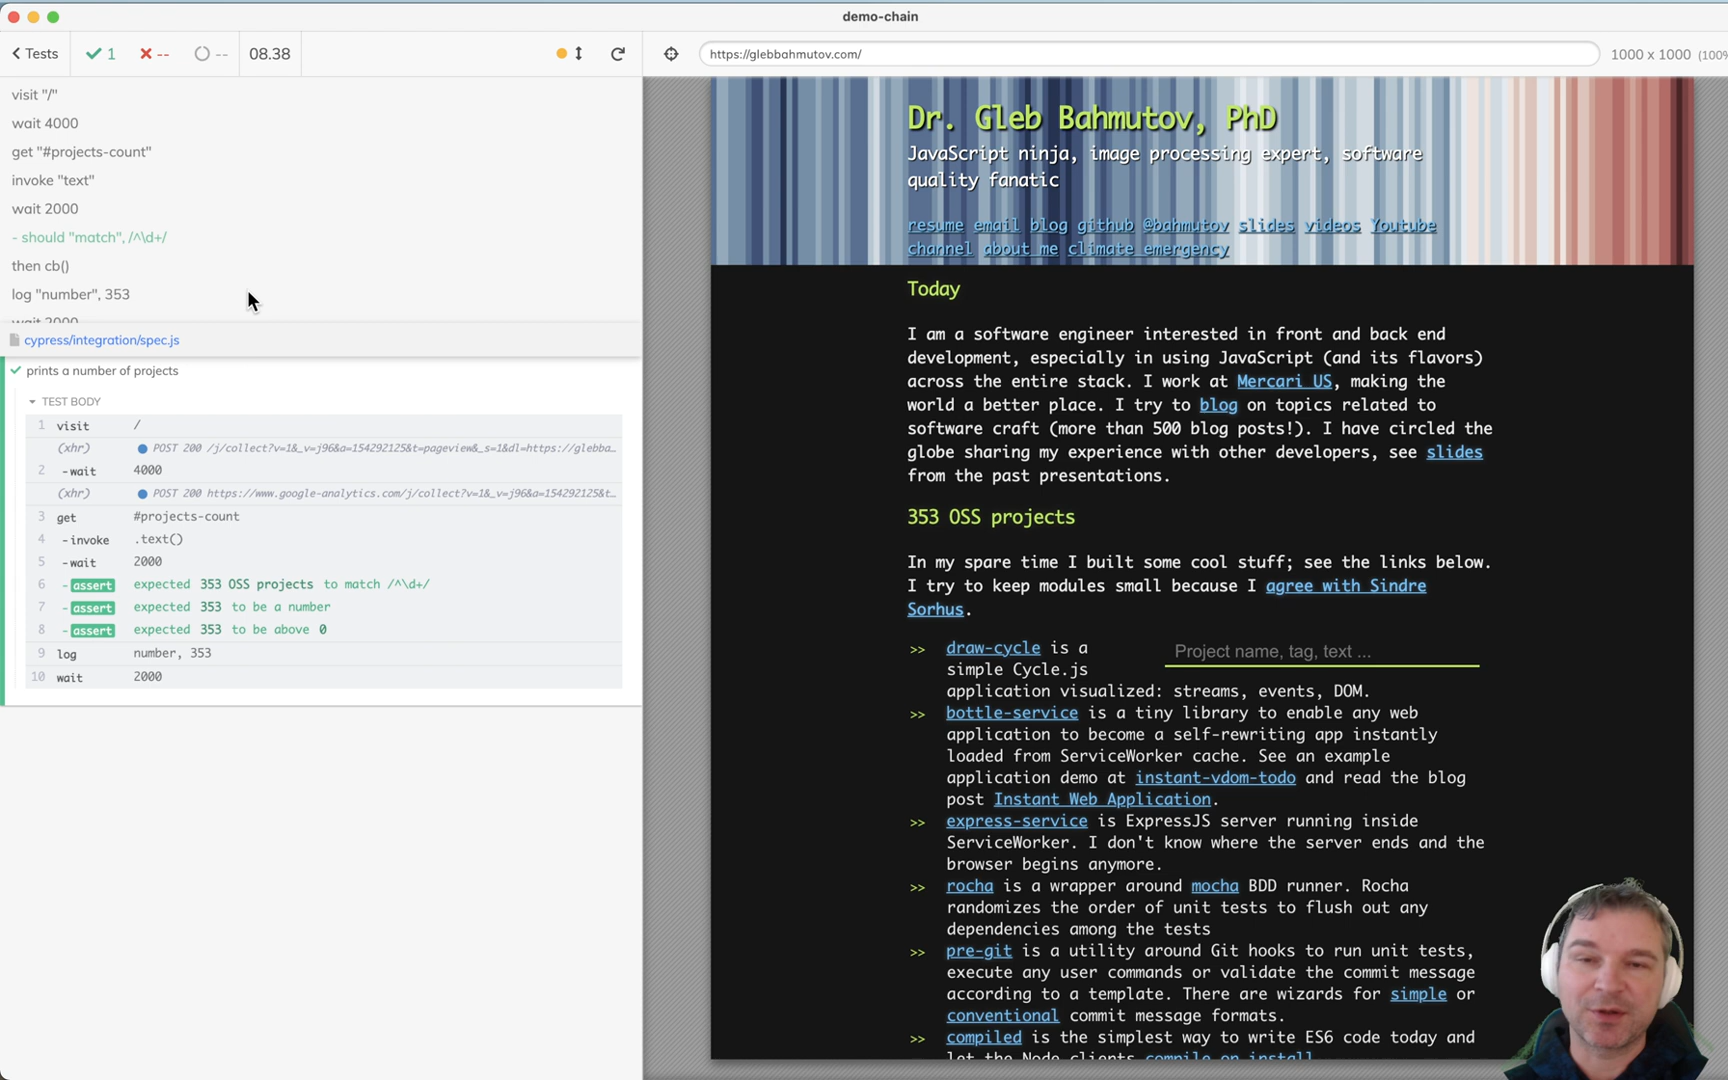 demo-chain
Tests
1
--
--
08.38
https://glebbahmutov.com/
1000 x 1000 (100%
visit "/"
wait 4000
get "#projects-count"
invoke "text"
wait 2000
- should "match", /^\d+/
then cb()
log "number", 353
wait 2000
cypress/integration/spec.js
prints a number of projects
TEST BODY
1 visit /
(xhr) POST 200 /j/collect?v=1&_v=j96&a=154292125&t=pageview&_s=1&dl=https://glebba...
2 -wait 4000
(xhr) POST 200 https://www.google-analytics.com/j/collect?v=1&_v=j96&a=154292125&t...
3 get #projects-count
4 -invoke .text()
5 -wait 2000
6 -assert expected 353 OSS projects to match /^\d+/
7 -assert expected 353 to be a number
8 -assert expected 353 to be above 0
9 log number, 353
10 wait 2000
Dr. Gleb Bahmutov, PhD
JavaScript ninja, image processing expert, software
quality fanatic
resume email blog github @bahmutov slides videos Youtube
channel about me climate emergency
Today
I am a software engineer interested in front and back end
development, especially in using JavaScript (and its flavors)
across the entire stack. I work at Mercari US, making the
world a better place. I try to blog on topics related to
software craft (more than 500 blog posts!). I have circled the
globe sharing my experience with other developers, see slides
from the past presentations.
353 OSS projects
In my spare time I built some cool stuff; see the links below.
I try to keep modules small because I agree with Sindre
Sorhus.
Project name, tag, text ...
>> draw-cycle is a
simple Cycle.js
application visualized: streams, events, DOM.
>> bottle-service is a tiny library to enable any web
application to become a self-rewriting app instantly
loaded from ServiceWorker cache. See an example
application demo at instant-vdom-todo and read the blog
post Instant Web Application.
>> express-service is ExpressJS server running inside
ServiceWorker. I don't know where the server ends and the
browser begins anymore.
>> rocha is a wrapper around mocha BDD runner. Rocha
randomizes the order of unit tests to flush out any
dependencies among the tests
>> pre-git is a utility around Git hooks to run unit tests,
execute any user commands or validate the commit message
according to a template. There are wizards for simple or
conventional commit message formats.
>> compiled is the simplest way to write ES6 code today and
let the Node clients compile on install